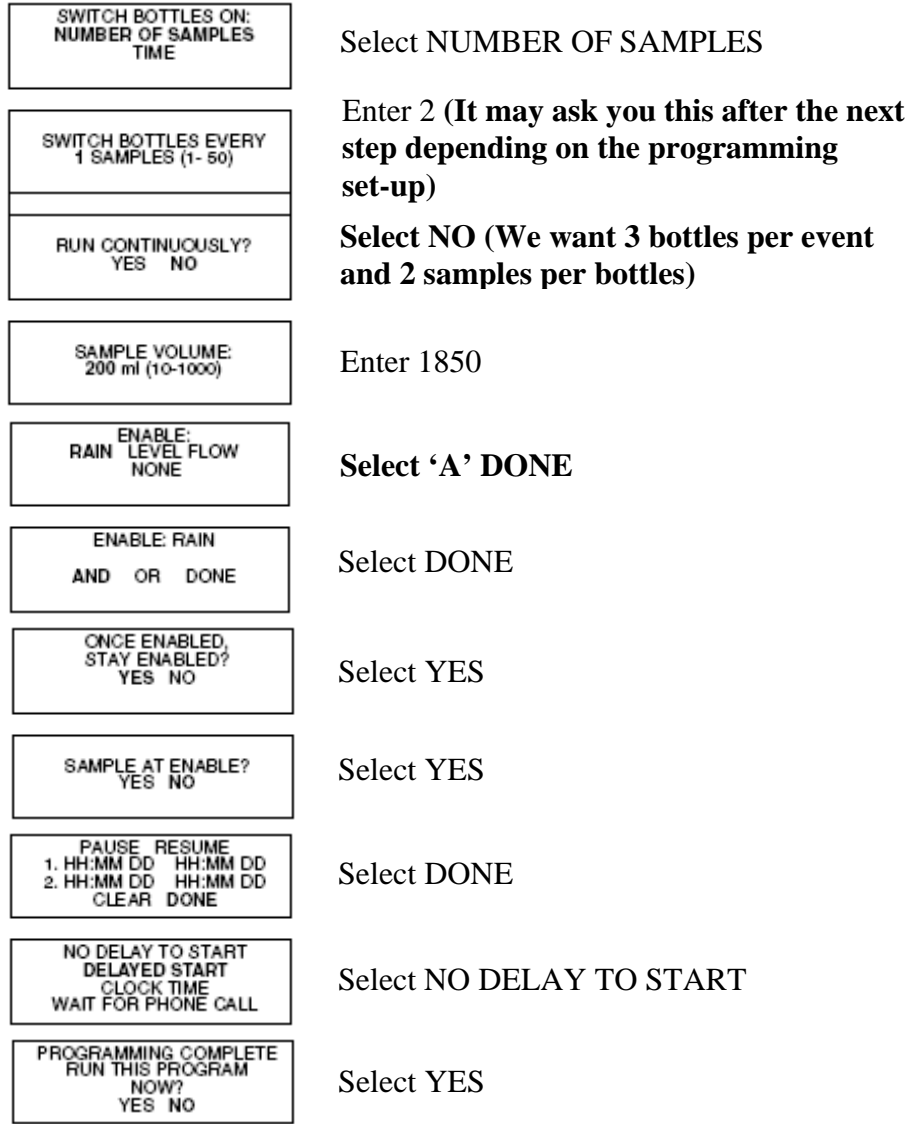 SWITCH BOTTLES ON:
NUMBER OF SAMPLES
TIME
Select NUMBER OF SAMPLES
SWITCH BOTTLES EVERY
1 SAMPLES (1- 50)
Enter 2 (It may ask you this after the next
step depending on the programming
set-up)
RUN CONTINUOUSLY?
YES NO
Select NO (We want 3 bottles per event
and 2 samples per bottles)
SAMPLE VOLUME:
200 ml (10-1000)
Enter 1850
ENABLE:
RAIN LEVEL FLOW
NONE
Select ‘A’ DONE
ENABLE: RAIN
AND OR DONE
Select DONE
ONCE ENABLED,
STAY ENABLED?
YES NO
Select YES
SAMPLE AT ENABLE?
YES NO
Select YES
PAUSE RESUME
1. HH:MM DD HH:MM DD
2. HH:MM DD HH:MM DD
CLEAR DONE
Select DONE
NO DELAY TO START
DELAYED START
CLOCK TIME
WAIT FOR PHONE CALL
Select NO DELAY TO START
PROGRAMMING COMPLETE
RUN THIS PROGRAM
NOW?
YES NO
Select YES